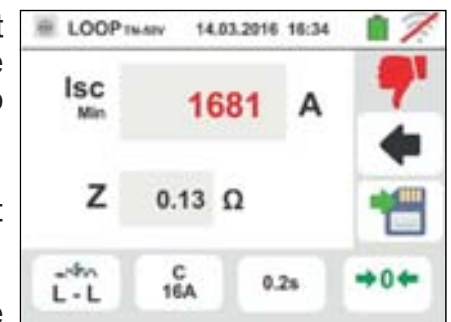 LOOP TN-50V 14.03.2016 16:34
Isc 1681 A
Min
Z 0.13 Ω
L - L C 16A 0.2s →0←